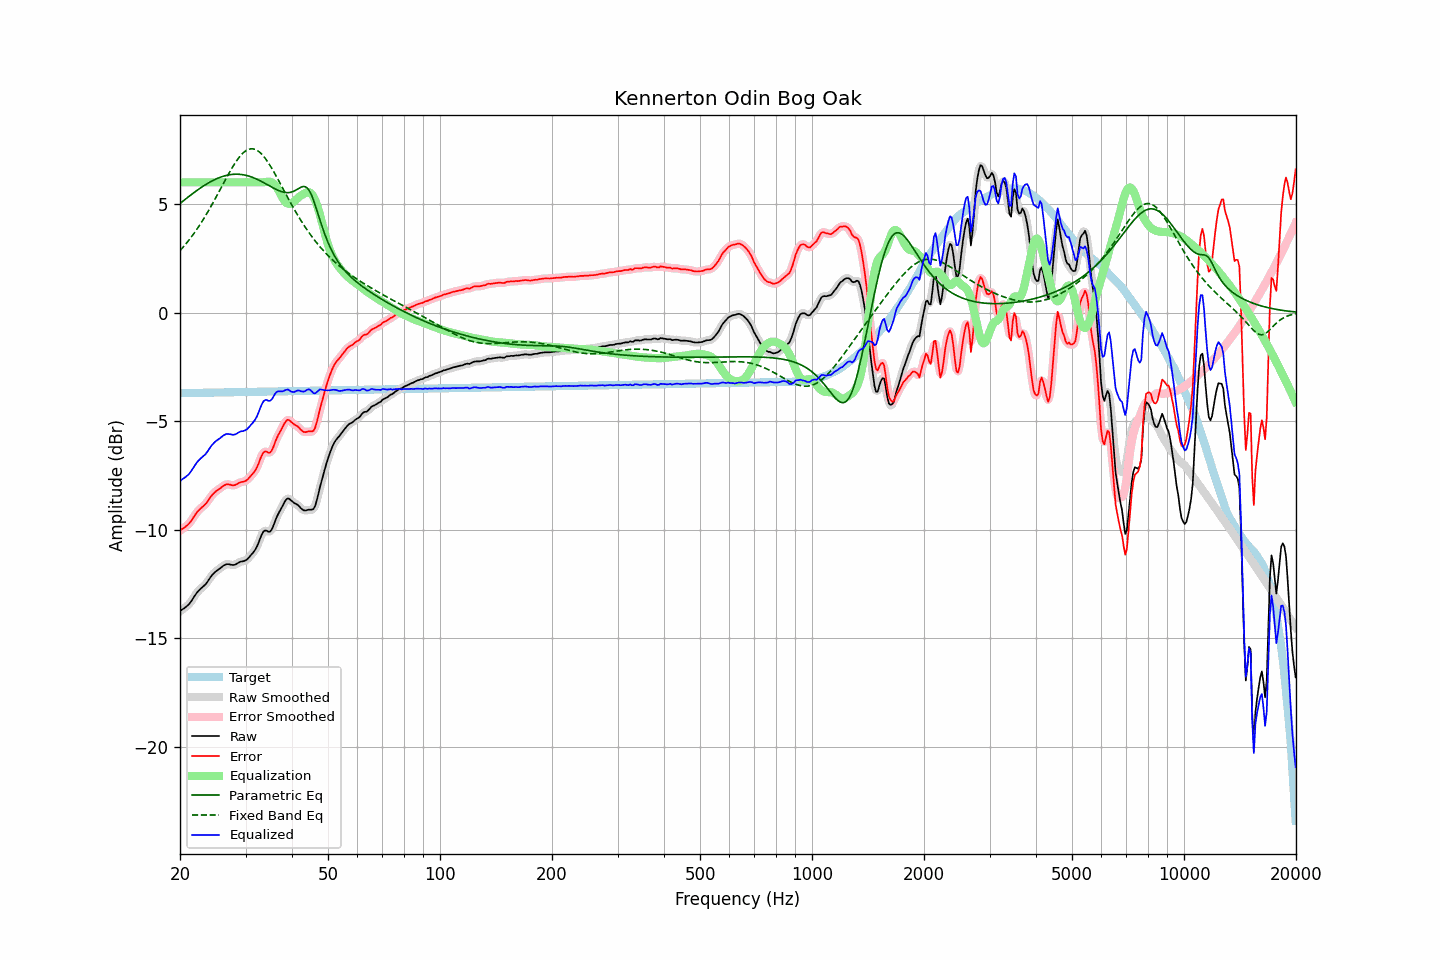 Kennerton Odin Bog Oak
Amplitude (dBr)
5
0
−5
−10
−15
−20
Target
Raw Smoothed
Error Smoothed
Raw
Error
Equalization
Parametric Eq
Fixed Band Eq
Equalized
20 50 100 200 500 1000 2000 5000 10000 20000
Frequency (Hz)